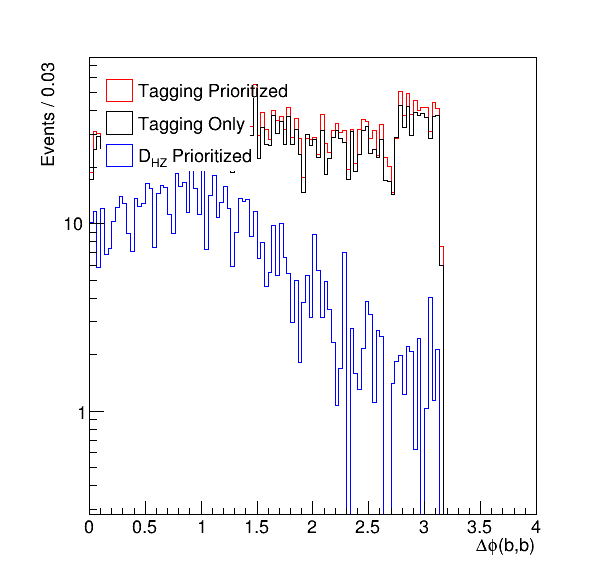 Events / 0.03
Tagging Prioritized
Tagging Only
D_HZ Prioritized
10
1
0 0.5 1 1.5 2 2.5 3 3.5 4
Δϕ(b,b)